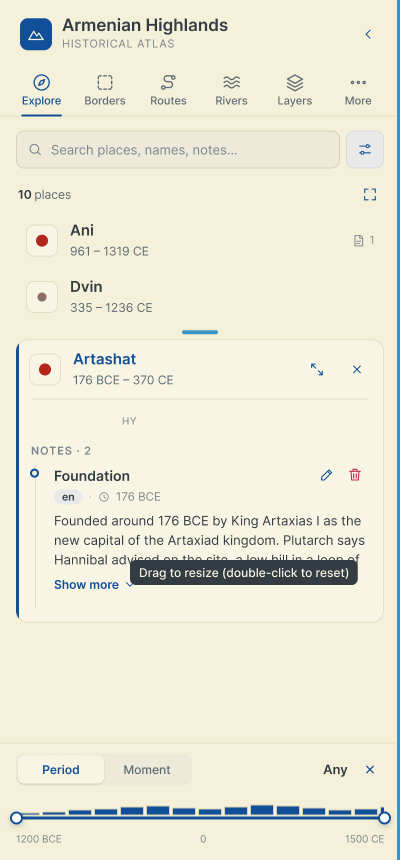 Armenian Highlands
HISTORICAL ATLAS
Explore Borders Routes Rivers Layers More
Search places, names, notes...
10 places
Ani
961 – 1319 CE
1
Dvin
335 – 1236 CE
Artashat
176 BCE – 370 CE
HY
NOTES · 2
Foundation
en · 176 BCE
Founded around 176 BCE by King Artaxias I as the
new capital of the Artaxiad kingdom. Plutarch says
Hannibal advised on the site, a low hill in a loop of
Show more
Drag to resize (double-click to reset)
Period Moment Any
1200 BCE 0 1500 CE